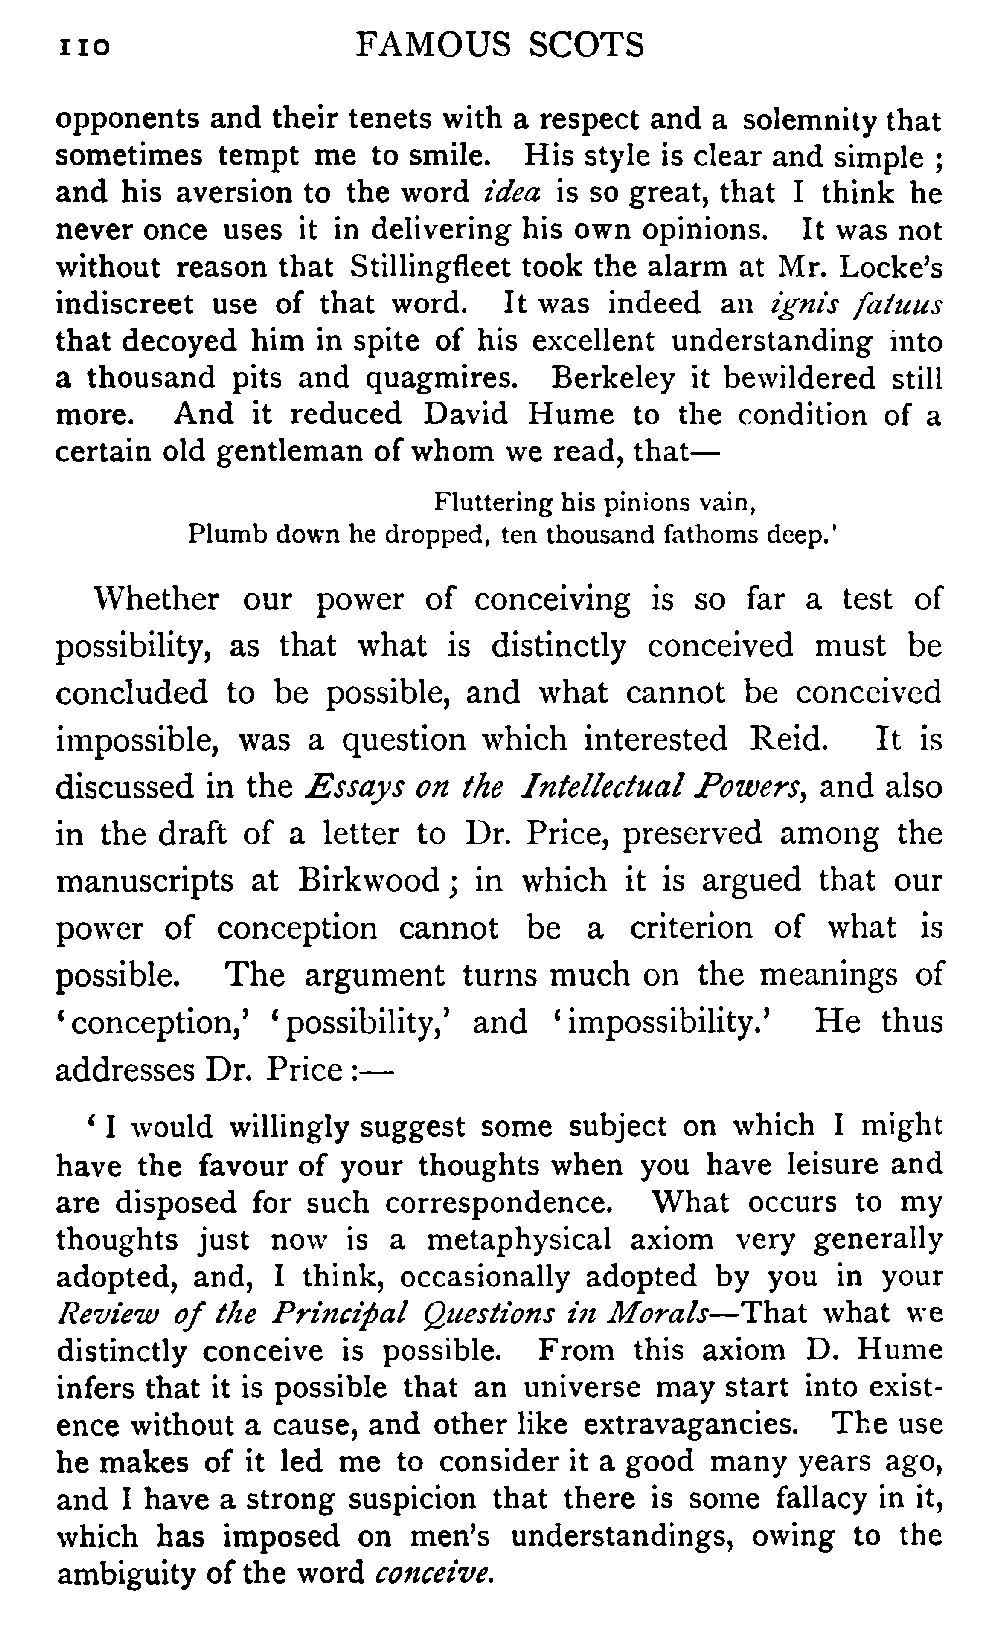 110 FAMOUS SCOTS
opponents and their tenets with a respect and a solemnity that
sometimes tempt me to smile. His style is clear and simple ;
and his aversion to the word idea is so great, that I think he
never once uses it in delivering his own opinions. It was not
without reason that Stillingfleet took the alarm at Mr. Locke's
indiscreet use of that word. It was indeed an ignis fatuus
that decoyed him in spite of his excellent understanding into
a thousand pits and quagmires. Berkeley it bewildered still
more. And it reduced David Hume to the condition of a
certain old gentleman of whom we read, that—
Fluttering his pinions vain,
Plumb down he dropped, ten thousand fathoms deep.'
Whether our power of conceiving is so far a test of
possibility, as that what is distinctly conceived must be
concluded to be possible, and what cannot be conceived
impossible, was a question which interested Reid. It is
discussed in the Essays on the Intellectual Powers, and also
in the draft of a letter to Dr. Price, preserved among the
manuscripts at Birkwood ; in which it is argued that our
power of conception cannot be a criterion of what is
possible. The argument turns much on the meanings of
'conception,' 'possibility,' and 'impossibility.' He thus
addresses Dr. Price :—
'I would willingly suggest some subject on which I might
have the favour of your thoughts when you have leisure and
are disposed for such correspondence. What occurs to my
thoughts just now is a metaphysical axiom very generally
adopted, and, I think, occasionally adopted by you in your
Review of the Principal Questions in Morals—That what we
distinctly conceive is possible. From this axiom D. Hume
infers that it is possible that an universe may start into exist-
ence without a cause, and other like extravagancies. The use
he makes of it led me to consider it a good many years ago,
and I have a strong suspicion that there is some fallacy in it,
which has imposed on men's understandings, owing to the
ambiguity of the word conceive.